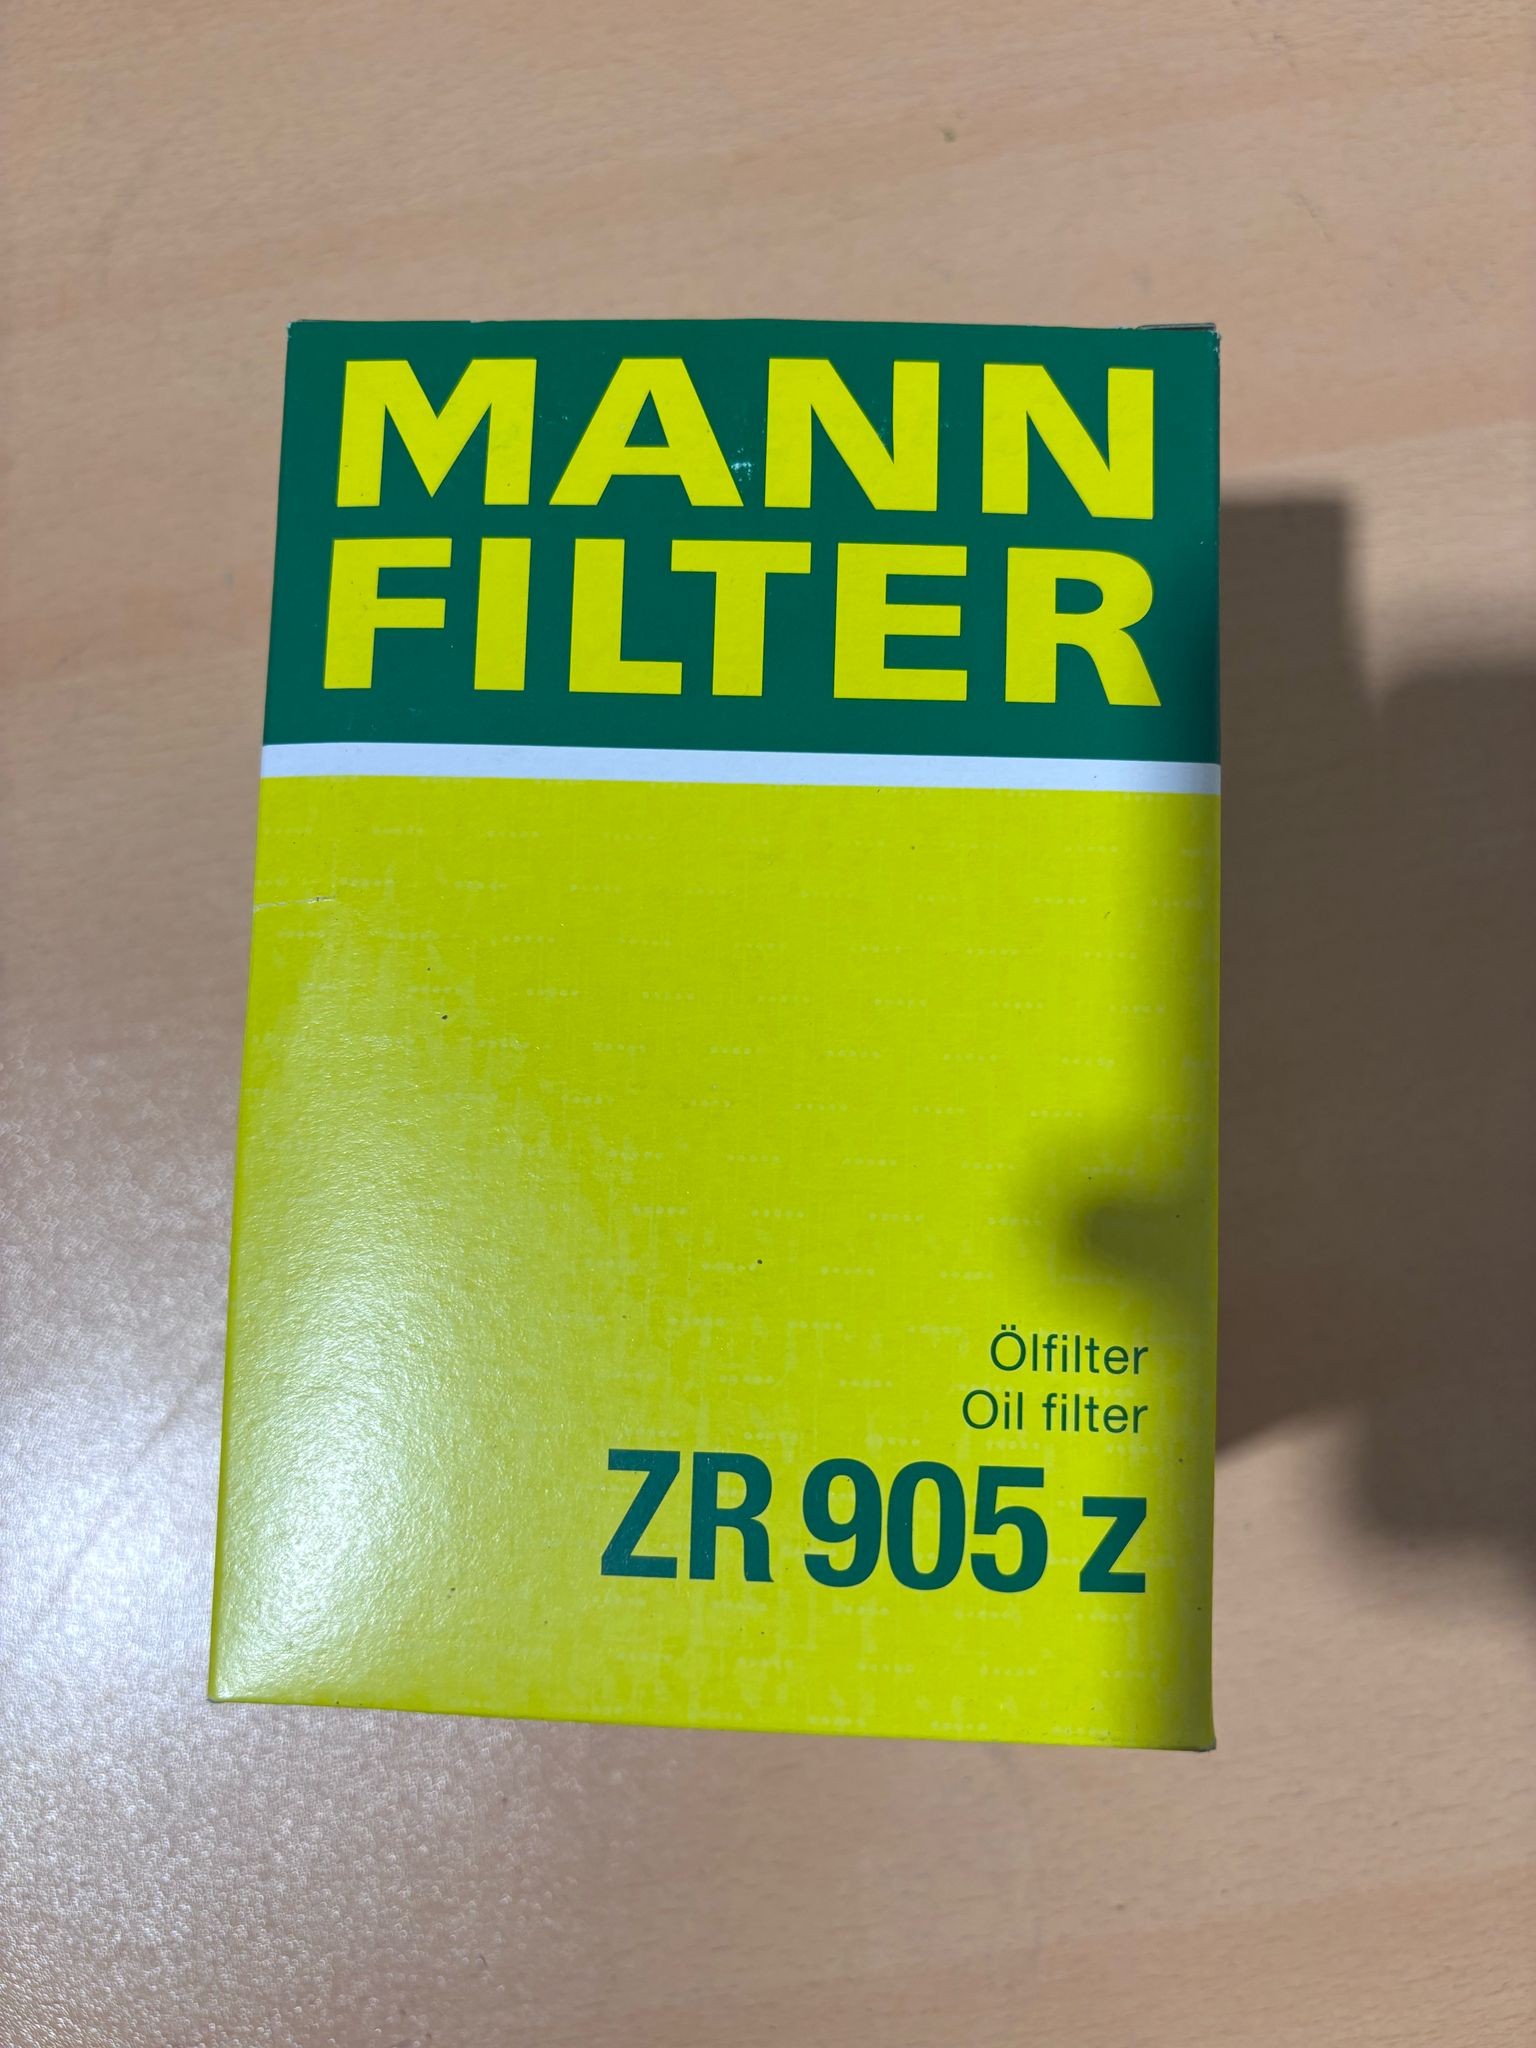 MANN
FILTER
Ölfilter
Oil filter
ZR 905 z